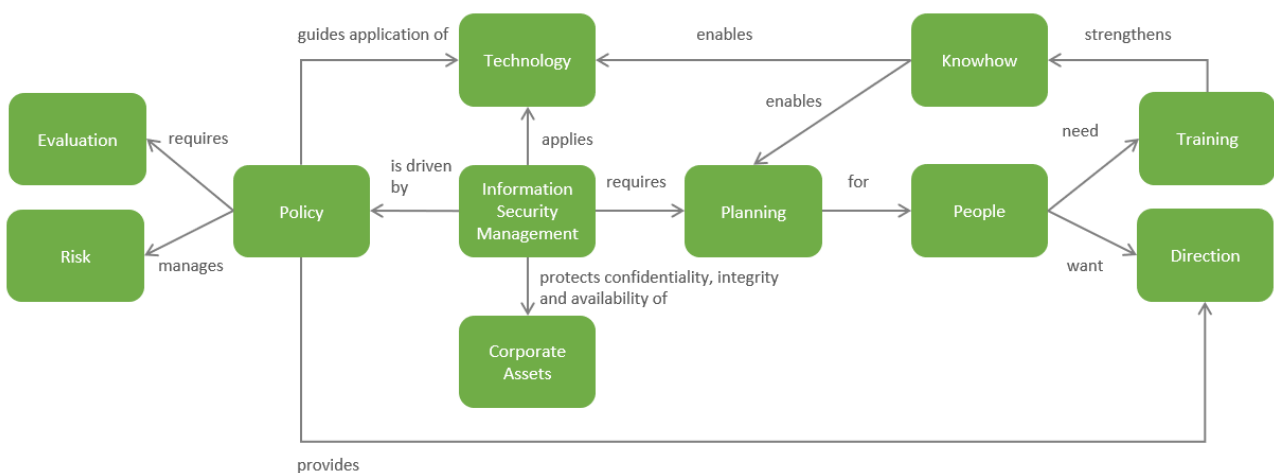 guides application of
enables
strengthens
Technology
Knowhow
enables
Evaluation
requires
applies
need
Training
is driven
by
Policy
Information
Security
Management
requires
Planning
for
People
Risk
manages
want
Direction
protects confidentiality, integrity
and availability of
Corporate
Assets
provides